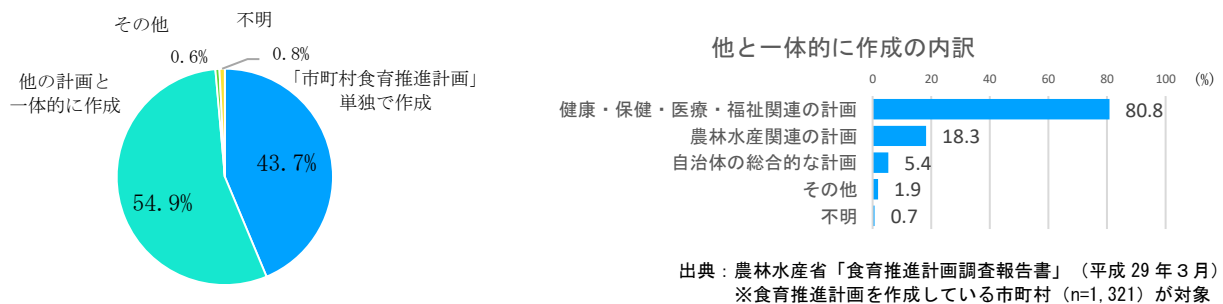 その他
不明
0.6%
0.8%
他の計画と
一体的に作成
「市町村食育推進計画」
単独で作成
43.7%
54.9%
他と一体的に作成の内訳
0 20 40 60 80 100 (%)
健康・保健・医療・福祉関連の計画 80.8
農林水産関連の計画 18.3
自治体の総合的な計画 5.4
その他 1.9
不明 0.7
出典：農林水産省「食育推進計画調査報告書」（平成 29 年３月）
※食育推進計画を作成している市町村（n=1,321）が対象